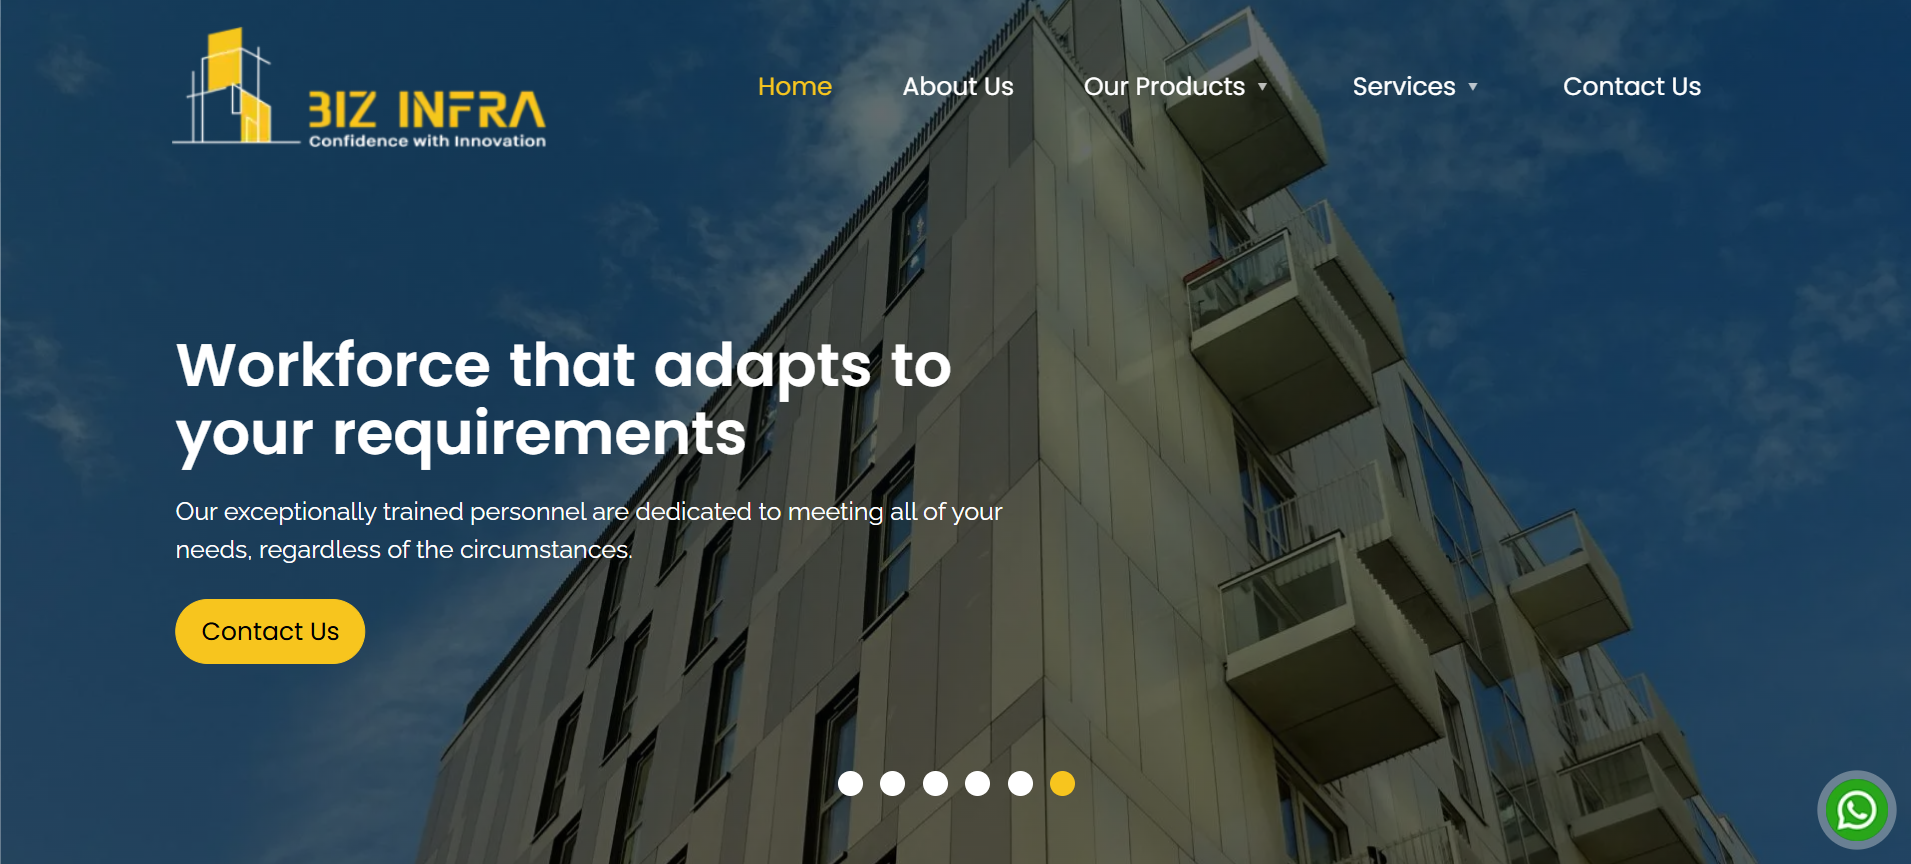 BIZ INFRA
Confidence with Innovation
Home
About Us
Our Products
Services
Contact Us
Workforce that adapts to
your requirements
Our exceptionally trained personnel are dedicated to meeting all of your
needs, regardless of the circumstances.
Contact Us